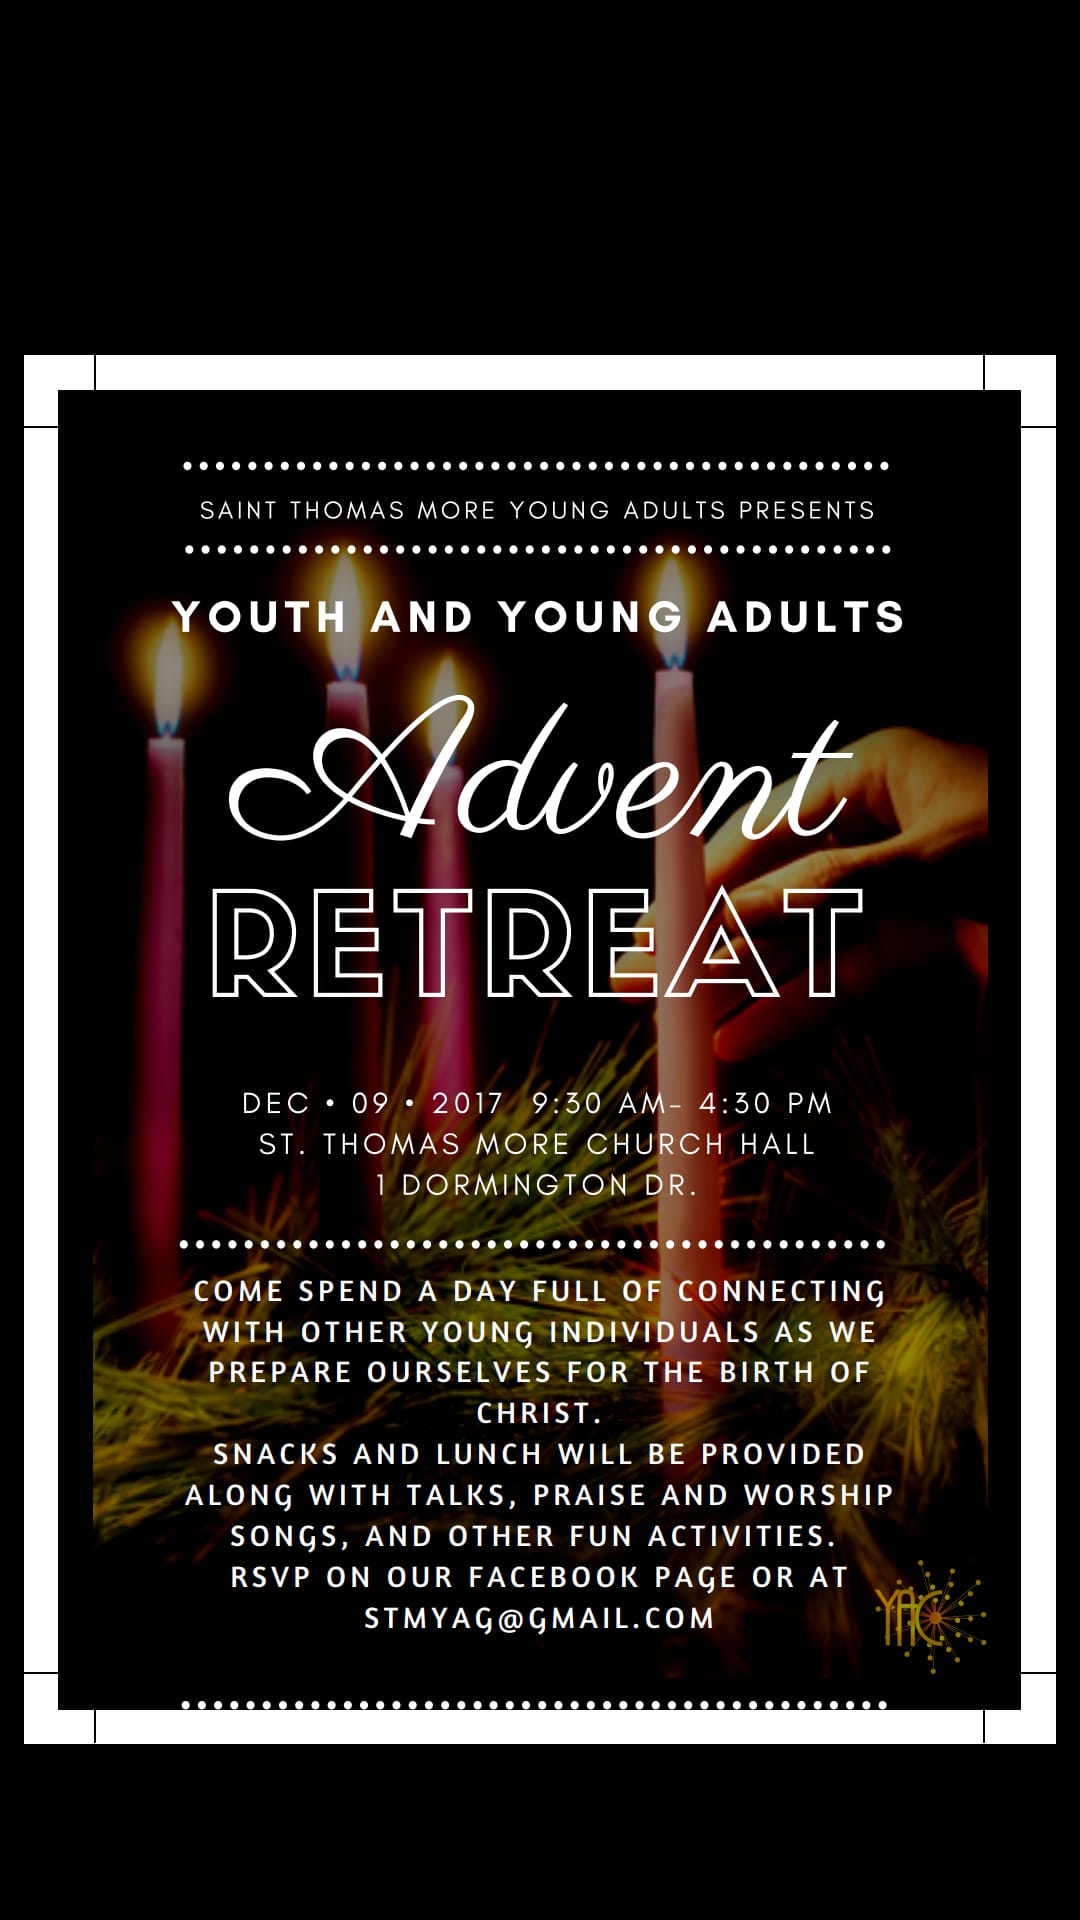 SAINT THOMAS MORE YOUNG ADULTS PRESENTS
YOUTH AND YOUNG ADULTS
Advent
RETREAT
DEC • 09 • 2017 9:30 AM- 4:30 PM
ST. THOMAS MORE CHURCH HALL
1 DORMINGTON DR.
COME SPEND A DAY FULL OF CONNECTING
WITH OTHER YOUNG INDIVIDUALS AS WE
PREPARE OURSELVES FOR THE BIRTH OF
CHRIST.
SNACKS AND LUNCH WILL BE PROVIDED
ALONG WITH TALKS, PRAISE AND WORSHIP
SONGS, AND OTHER FUN ACTIVITIES.
RSVP ON OUR FACEBOOK PAGE OR AT
STMYAG@GMAIL.COM
YAC